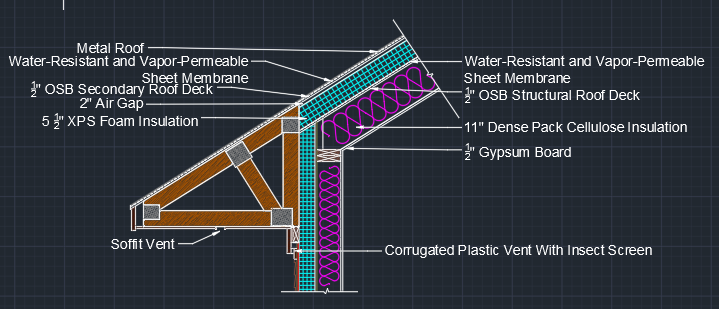 Metal Roof
Water-Resistant and Vapor-Permeable
Sheet Membrane
½" OSB Secondary Roof Deck
2" Air Gap
5 ½" XPS Foam Insulation
Soffit Vent
Water-Resistant and Vapor-Permeable
Sheet Membrane
½" OSB Structural Roof Deck
11" Dense Pack Cellulose Insulation
½" Gypsum Board
Corrugated Plastic Vent With Insect Screen